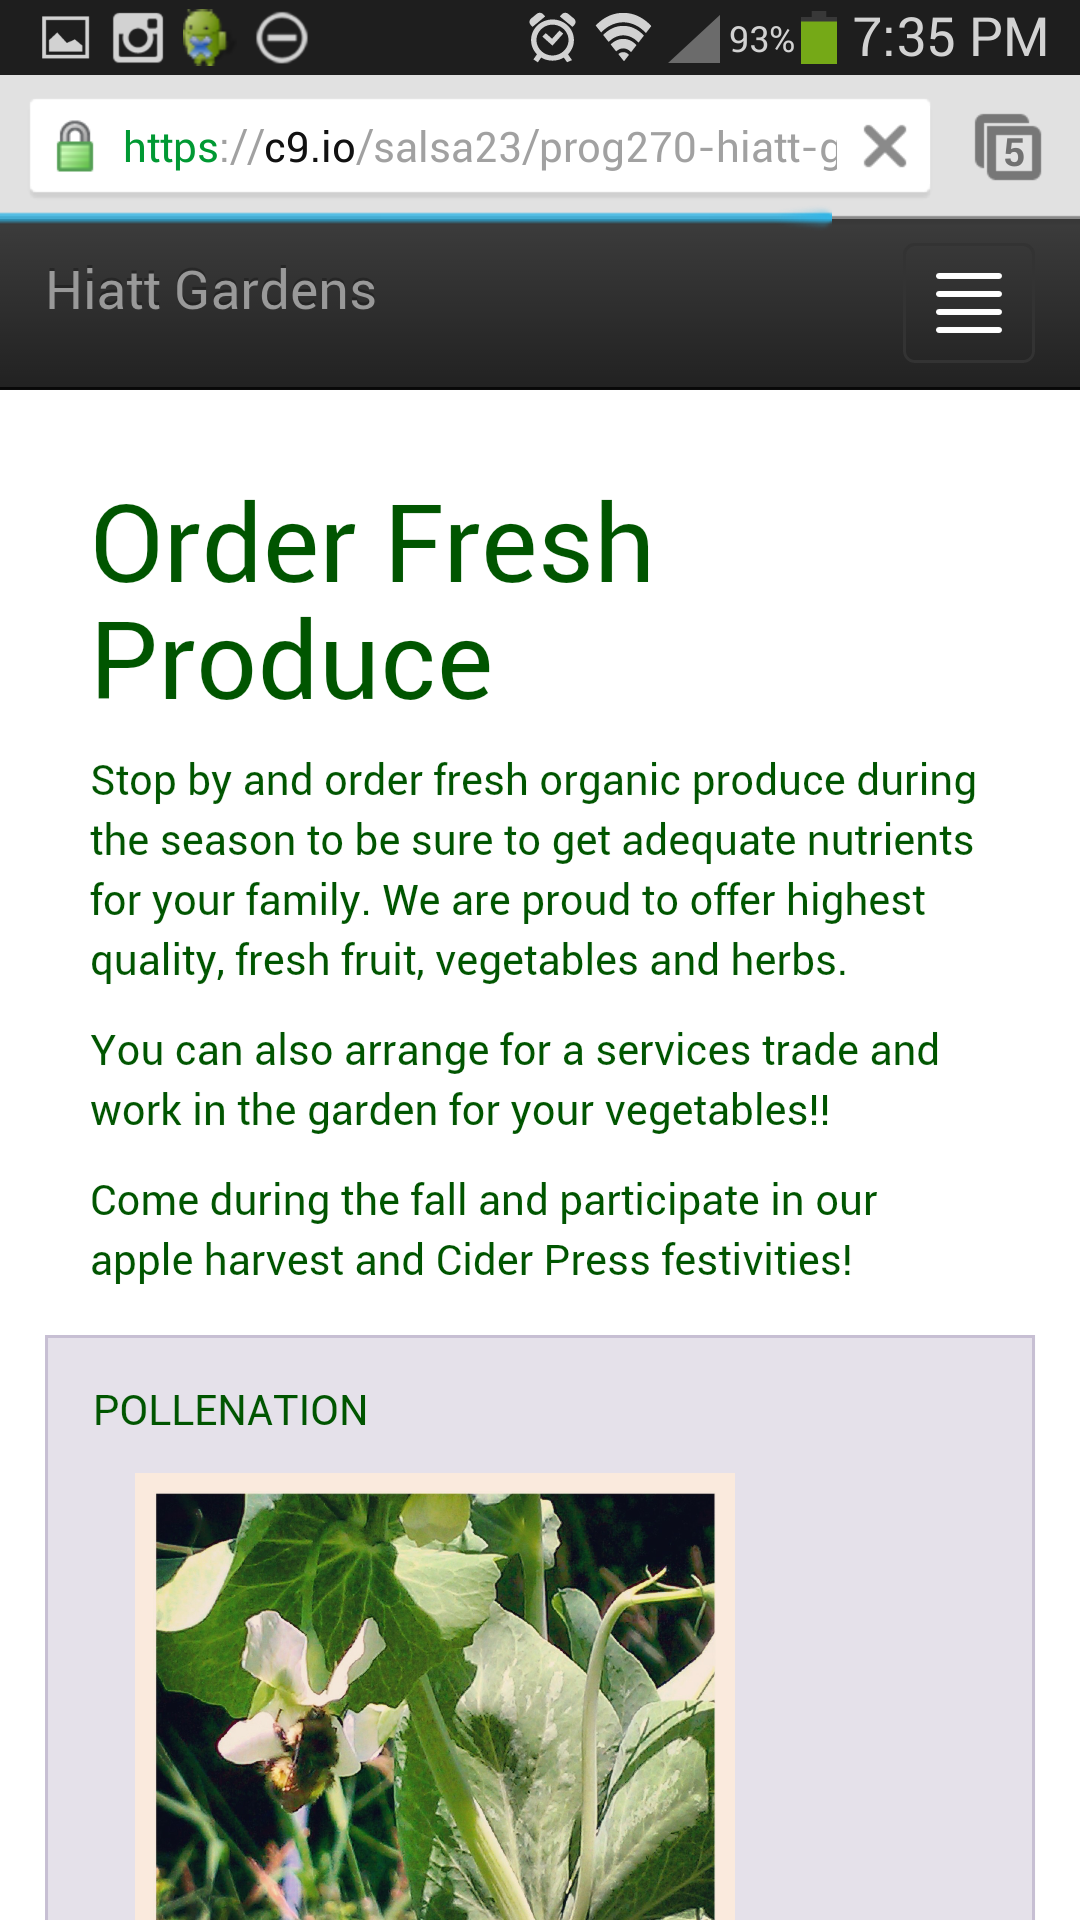 93% 7:35 PM
https://c9.io/salsa23/prog270-hiatt-g
5
Hiatt Gardens
Order Fresh
Produce
Stop by and order fresh organic produce during
the season to be sure to get adequate nutrients
for your family. We are proud to offer highest
quality, fresh fruit, vegetables and herbs.
You can also arrange for a services trade and
work in the garden for your vegetables!!
Come during the fall and participate in our
apple harvest and Cider Press festivities!
POLLENATION